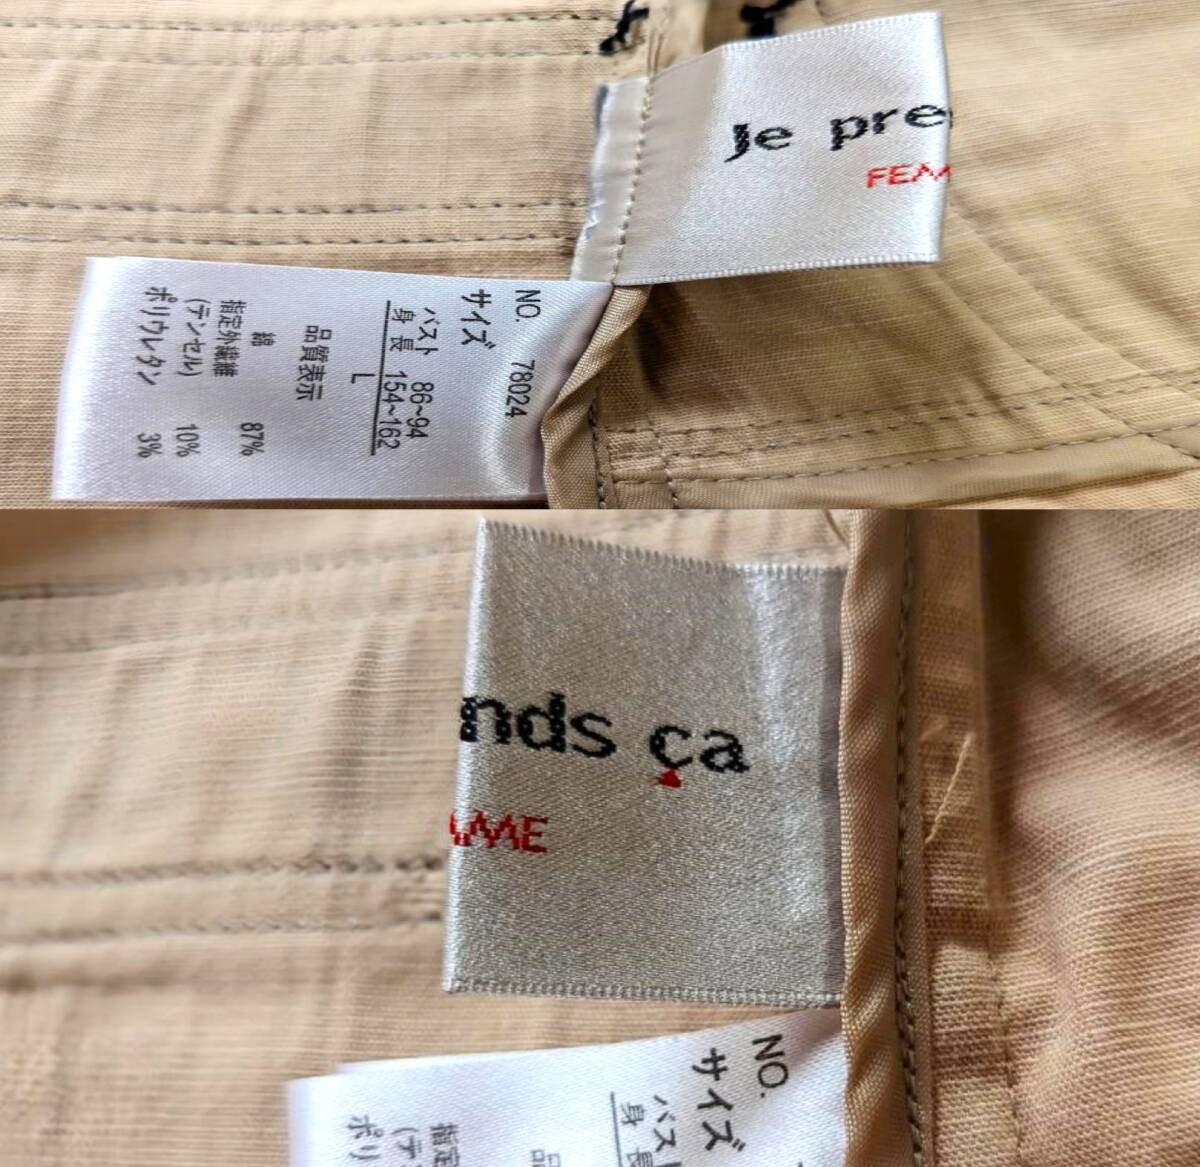 Je pre
FEM
NO. 78024
サイズ
バスト 86~94
身長 154~162
L
品質表示
綿 87%
指定外繊維
(テンセル) 10%
ポリウレタン 3%
nds ça
MME
NO.
サイズ
バスト
身長
品
指定
(テ
ポリ